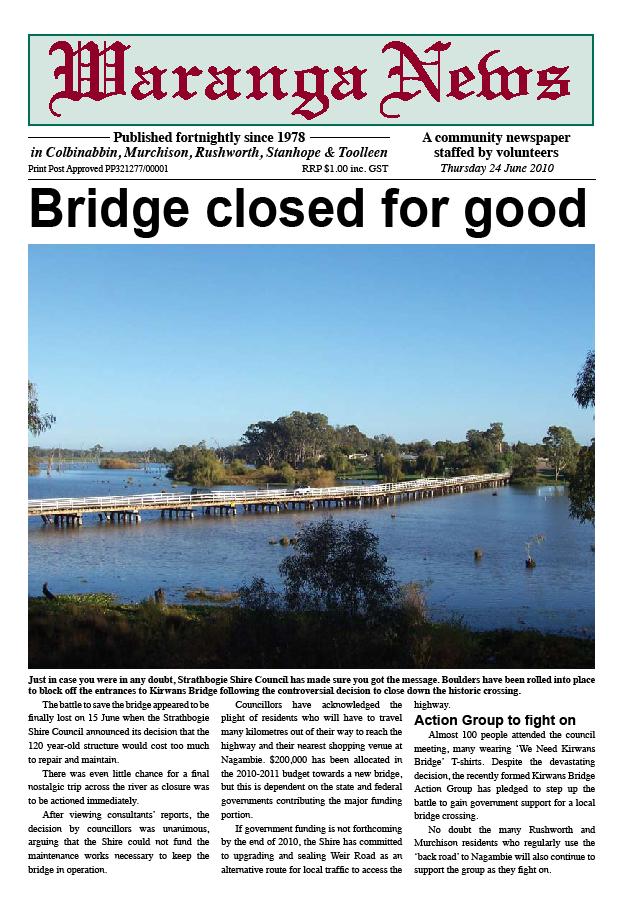 Waranga News
Published fortnightly since 1978
in Colbinabbin, Murchison, Rushworth, Stanhope & Toolleen
Print Post Approved PP321277/00001 RRP $1.00 inc. GST
A community newspaper
staffed by volunteers
Thursday 24 June 2010
Bridge closed for good
Just in case you were in any doubt, Strathbogie Shire Council has made sure you got the message. Boulders have been rolled into place
to block off the entrances to Kirwans Bridge following the controversial decision to close down the historic crossing.
The battle to save the bridge appeared to be
finally lost on 15 June when the Strathbogie
Shire Council announced its decision that the
120 year-old structure would cost too much
to repair and maintain.
There was even little chance for a final
nostalgic trip across the river as closure was
to be actioned immediately.
After viewing consultants' reports, the
decision by councillors was unanimous,
arguing that the Shire could not fund the
maintenance works necessary to keep the
bridge in operation.
Councillors have acknowledged the
plight of residents who will have to travel
many kilometres out of their way to reach the
highway and their nearest shopping venue at
Nagambie. $200,000 has been allocated in
the 2010-2011 budget towards a new bridge,
but this is dependent on the state and federal
governments contributing the major funding
portion.
If government funding is not forthcoming
by the end of 2010, the Shire has committed
to upgrading and sealing Weir Road as an
alternative route for local traffic to access the
highway.
Action Group to fight on
Almost 100 people attended the council
meeting, many wearing 'We Need Kirwans
Bridge' T-shirts. Despite the devastating
decision, the recently formed Kirwans Bridge
Action Group has pledged to step up the
battle to gain government support for a local
bridge crossing.
No doubt the many Rushworth and
Murchison residents who regularly use the
'back road' to Nagambie will also continue to
support the group as they fight on.